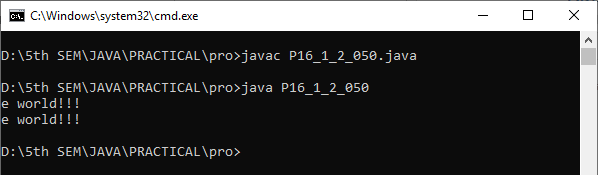 C:\Windows\system32\cmd.exe
D:\5th SEM\JAVA\PRACTICAL\pro>javac P16_1_2_050.java
D:\5th SEM\JAVA\PRACTICAL\pro>java P16_1_2_050
e world!!!
e world!!!
D:\5th SEM\JAVA\PRACTICAL\pro>